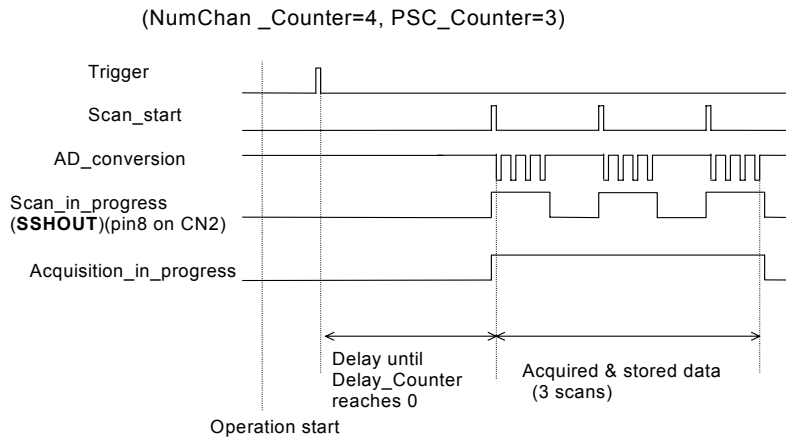 (NumChan _Counter=4, PSC_Counter=3)
Trigger
Scan_start
AD_conversion
Scan_in_progress
(SSHOUT)(pin8 on CN2)
Acquisition_in_progress
Delay until
Delay_Counter
reaches 0
Acquired & stored data
(3 scans)
Operation start